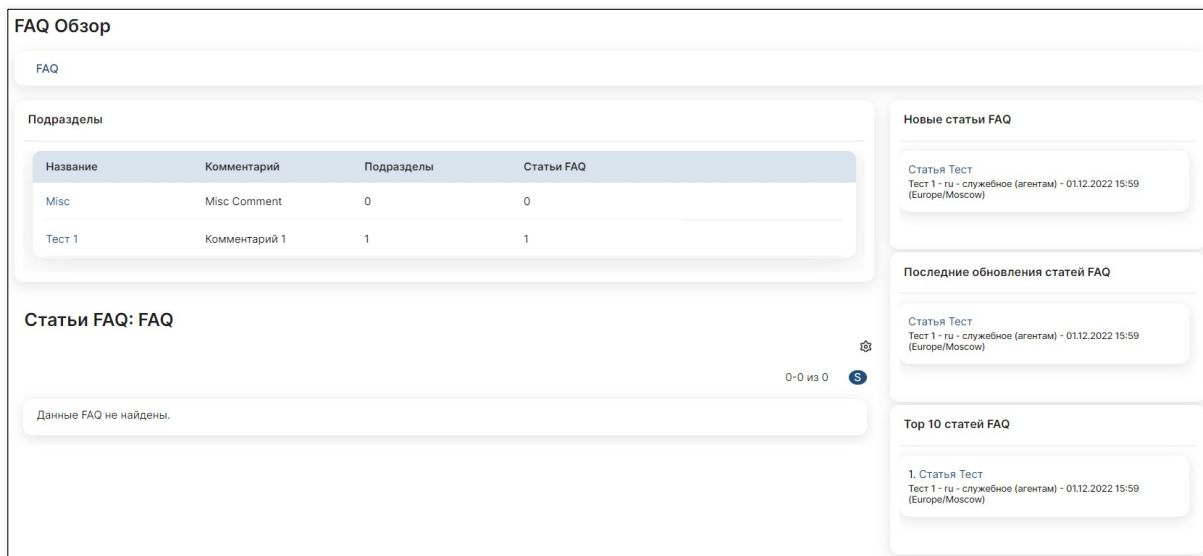 FAQ Обзор
FAQ
Подразделы
Название Комментарий Подразделы Статьи FAQ
Misc Misc Comment 0 0
Тест 1 Комментарий 1 1 1
Статьи FAQ: FAQ
0-0 из 0 S
Данные FAQ не найдены.
Новые статьи FAQ
Статья Тест
Тест 1 - ru - служебное (агентам) - 01.12.2022 15:59
(Europe/Moscow)
Последние обновления статей FAQ
Статья Тест
Тест 1 - ru - служебное (агентам) - 01.12.2022 15:59
(Europe/Moscow)
Top 10 статей FAQ
1. Статья Тест
Тест 1 - ru - служебное (агентам) - 01.12.2022 15:59
(Europe/Moscow)